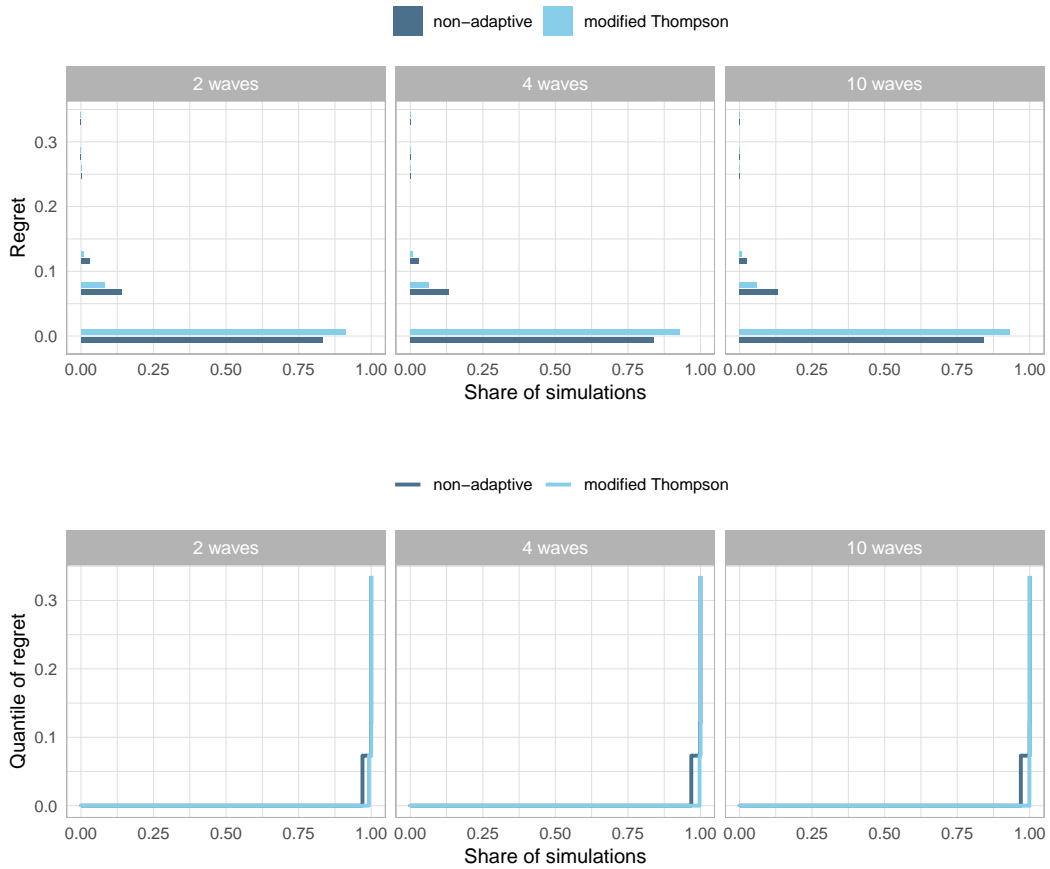 non−adaptive modified Thompson
2 waves 4 waves 10 waves
Regret
0.3
0.2
0.1
0.0
0.00 0.25 0.50 0.75 1.00 0.00 0.25 0.50 0.75 1.00 0.00 0.25 0.50 0.75 1.00
Share of simulations
non−adaptive modified Thompson
2 waves 4 waves 10 waves
Quantile of regret
0.3
0.2
0.1
0.0
0.00 0.25 0.50 0.75 1.00 0.00 0.25 0.50 0.75 1.00 0.00 0.25 0.50 0.75 1.00
Share of simulations